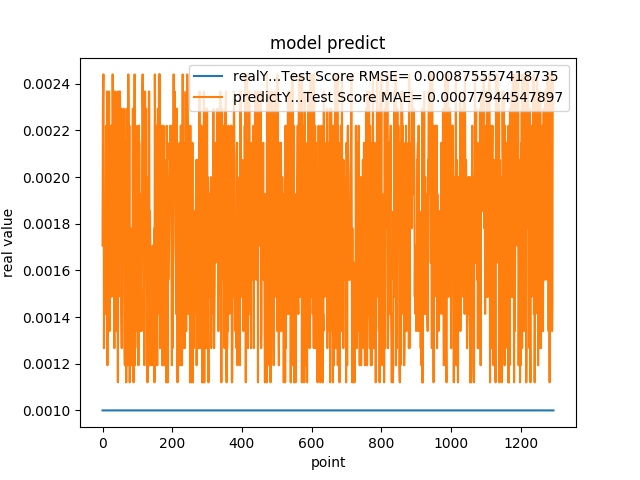 model predict
realY...Test Score RMSE= 0.000875557418735
predictY...Test Score MAE= 0.00077944547897
0.0024
0.0022
0.0020
0.0018
0.0016
0.0014
0.0012
0.0010
real value
0 200 400 600 800 1000 1200
point